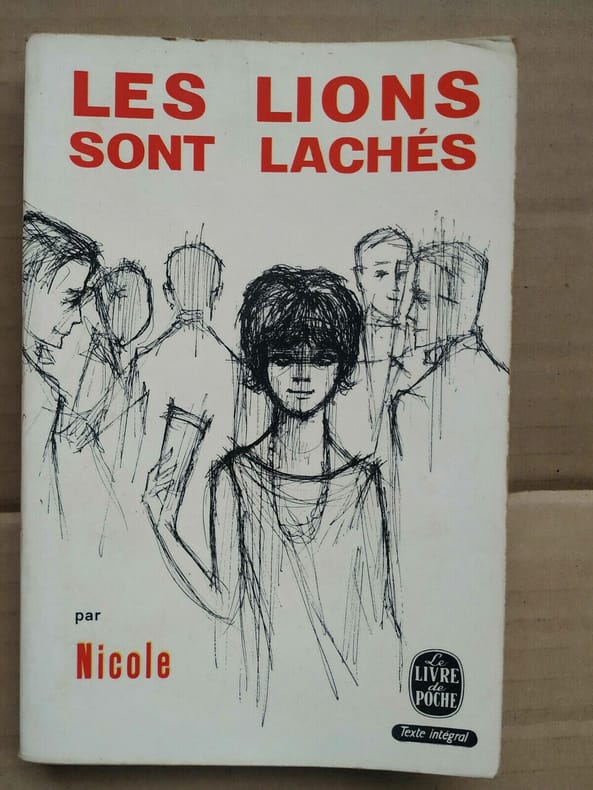 LES LIONS
SONT LACHÉS
par
Nicole
Le
LIVRE
de
POCHE
Texte intégral